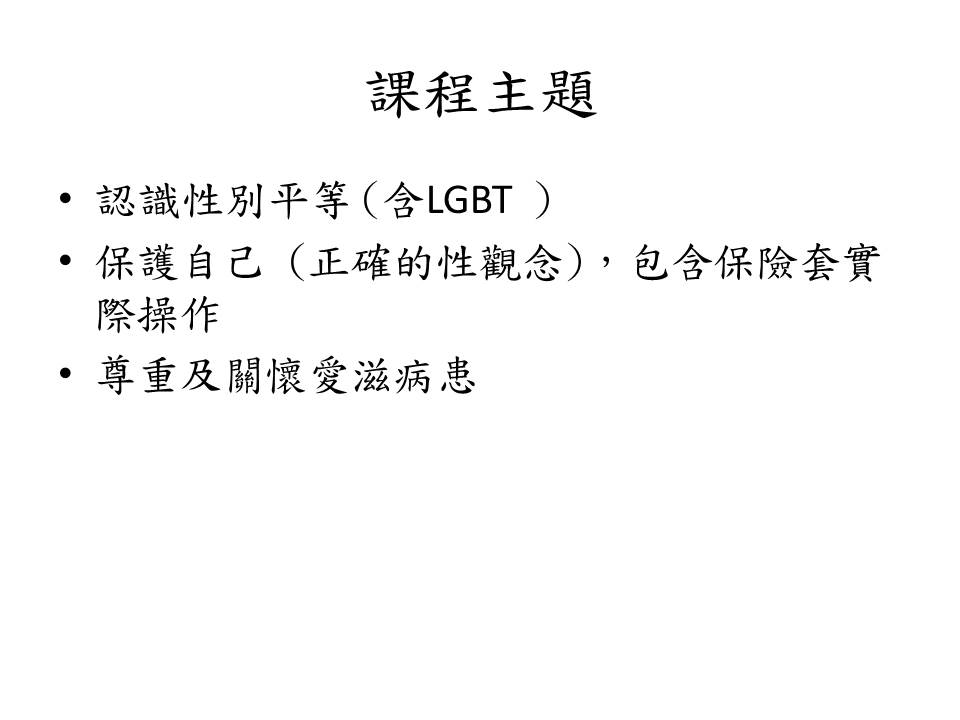 課程主題
• 認識性別平等(含LGBT )
• 保護自己 (正確的性觀念),包含保險套實
際操作
• 尊重及關懷愛滋病患